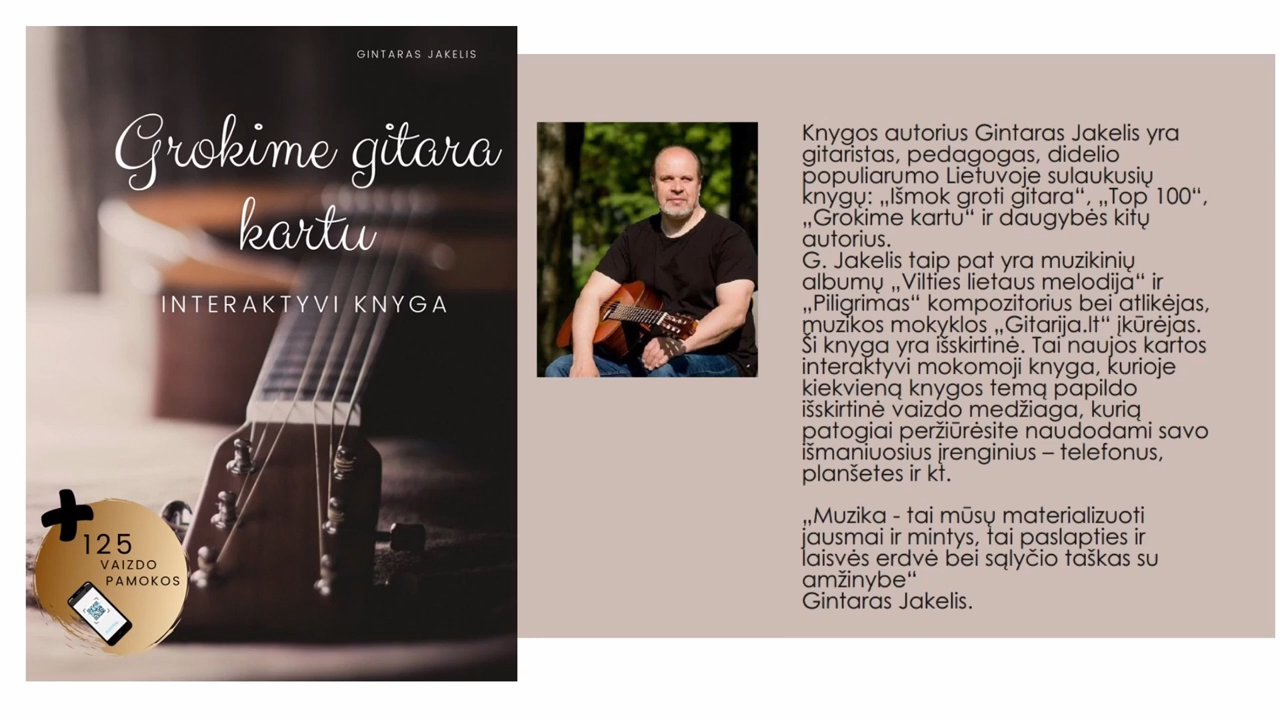 GINTARAS JAKELIS
Grokime gitara
kartu
INTERAKTYVI KNYGA
125
VAIZDO
PAMOKOS
Knygos autorius Gintaras Jakelis yra
gitaristas, pedagogas, didelio
populiarumo Lietuvoje sulaukusių
knygų: „Išmok groti gitara“, „Top 100“,
„Grokime kartu“ ir daugybės kitų
autorius.
G. Jakelis taip pat yra muzikinių
albumų „Vilties lietaus melodija“ ir
„Piligrimas“ kompozitorius bei atlikėjas,
muzikos mokyklos „Gitarija.lt“ įkūrėjas.
Ši knyga yra išskirtinė. Tai naujos kartos
interaktyvi mokomoji knyga, kurioje
kiekvieną knygos temą papildo
išskirtinė vaizdo medžiaga, kurią
patogiai peržiūrėsite naudodami savo
išmaniuosius įrenginius – telefonus,
planšetes ir kt.
„Muzika - tai mūsų materializuoti
jausmai ir mintys, tai paslapties ir
laisvės erdvė bei sąlyčio taškas su
amžinybe“
Gintaras Jakelis.